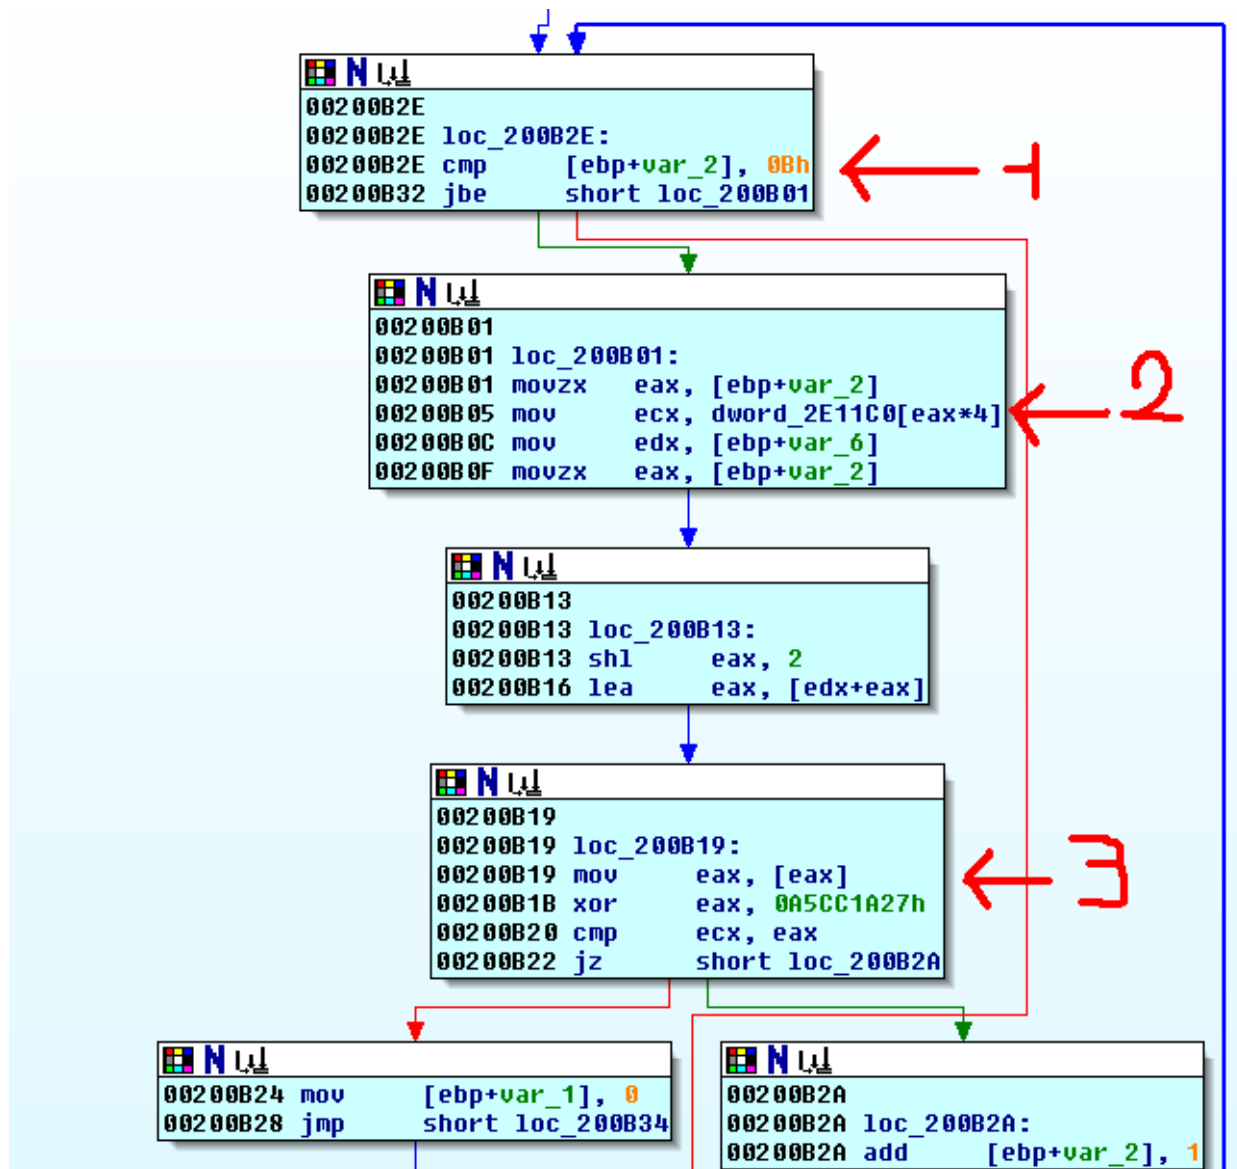 00200B2E
00200B2E loc_200B2E:
00200B2E cmp [ebp+var_2], 0Bh
00200B32 jbe short loc_200B01
1
00200B01
00200B01 loc_200B01:
00200B01 movzx eax, [ebp+var_2]
00200B05 mov ecx, dword_2E11C0[eax*4]
00200B0C mov edx, [ebp+var_6]
00200B0F movzx eax, [ebp+var_2]
2
00200B13
00200B13 loc_200B13:
00200B13 shl eax, 2
00200B16 lea eax, [edx+eax]
00200B19
00200B19 loc_200B19:
00200B19 mov eax, [eax]
00200B1B xor eax, 0A5CC1A27h
00200B20 cmp ecx, eax
00200B22 jz short loc_200B2A
3
00200B24 mov [ebp+var_1], 0
00200B28 jmp short loc_200B34
00200B2A
00200B2A loc_200B2A:
00200B2A add [ebp+var_2], 1